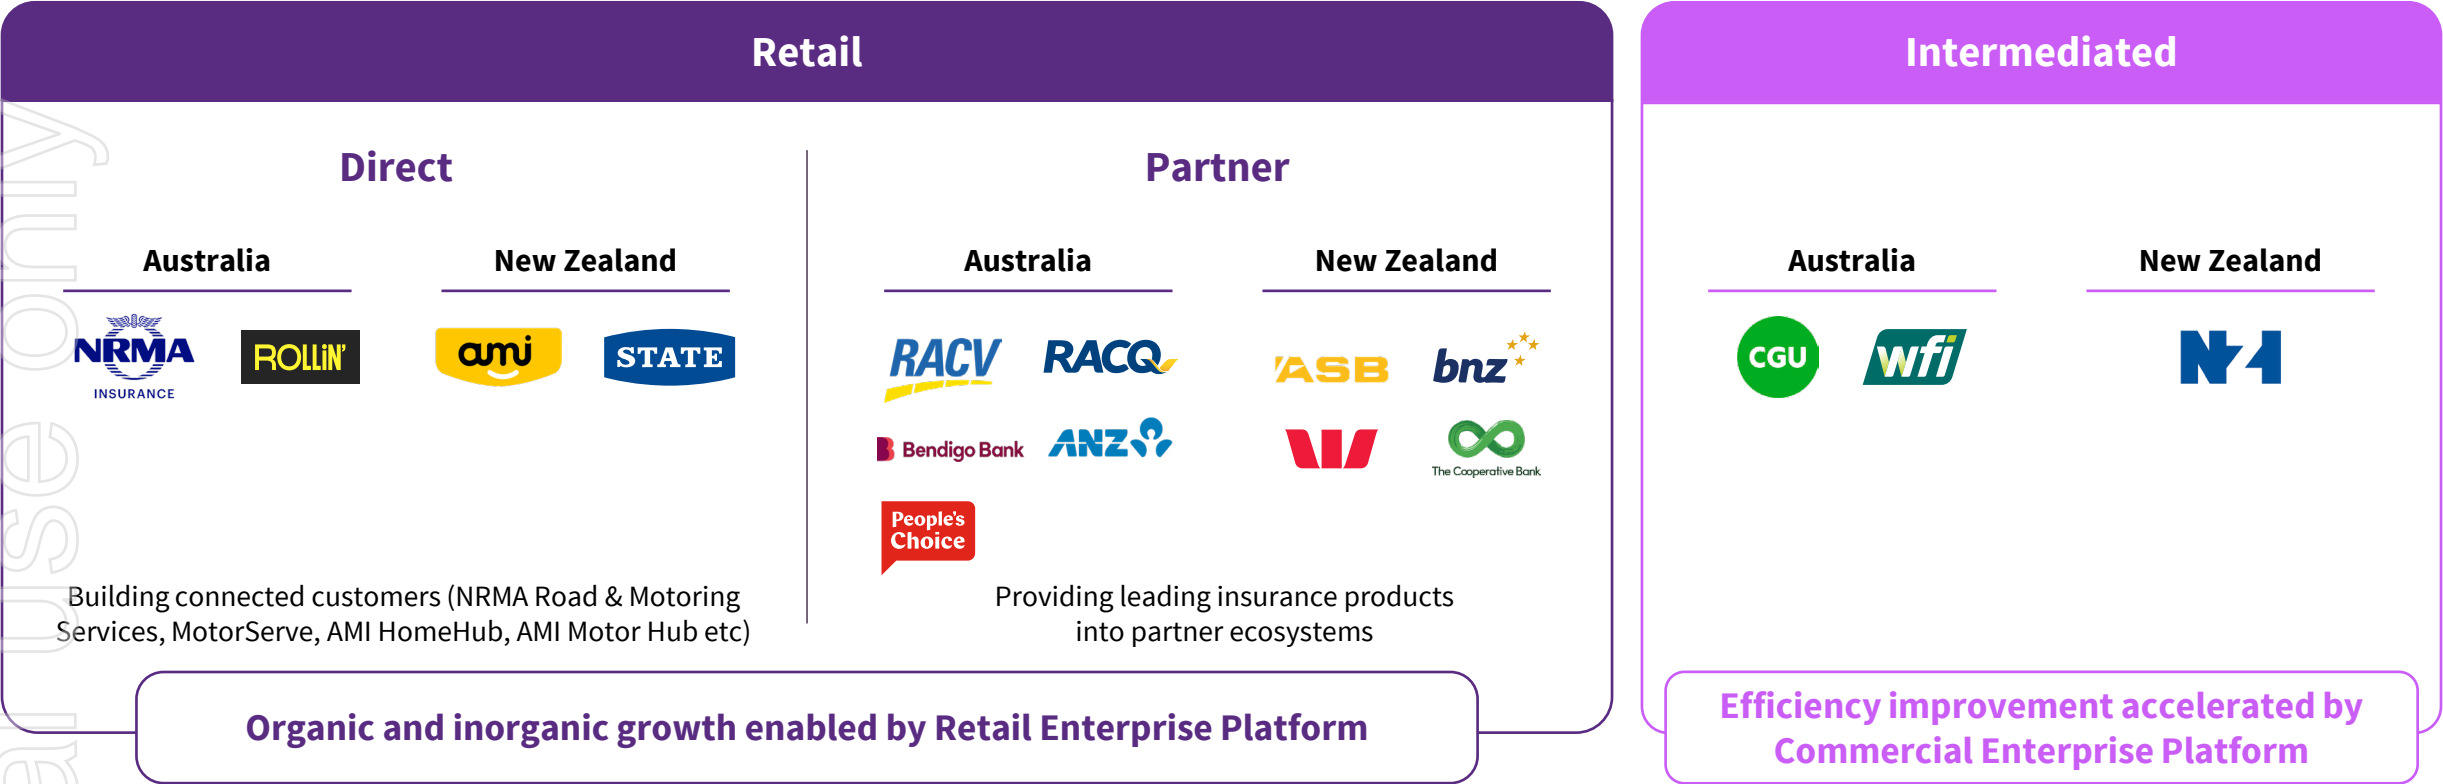 Retail
Direct
Australia
NRMA
INSURANCE
ROLLiN'
New Zealand
ami
STATE
Building connected customers (NRMA Road & Motoring
Services, MotorServe, AMI HomeHub, AMI Motor Hub etc)
Partner
Australia
RACV
RACQ
Bendigo Bank
ANZ
People's
Choice
New Zealand
ASB
bnz
The Cooperative Bank
Providing leading insurance products
into partner ecosystems
Organic and inorganic growth enabled by Retail Enterprise Platform
Intermediated
Australia
CGU
wfi
New Zealand
NZI
Efficiency improvement accelerated by
Commercial Enterprise Platform
use only